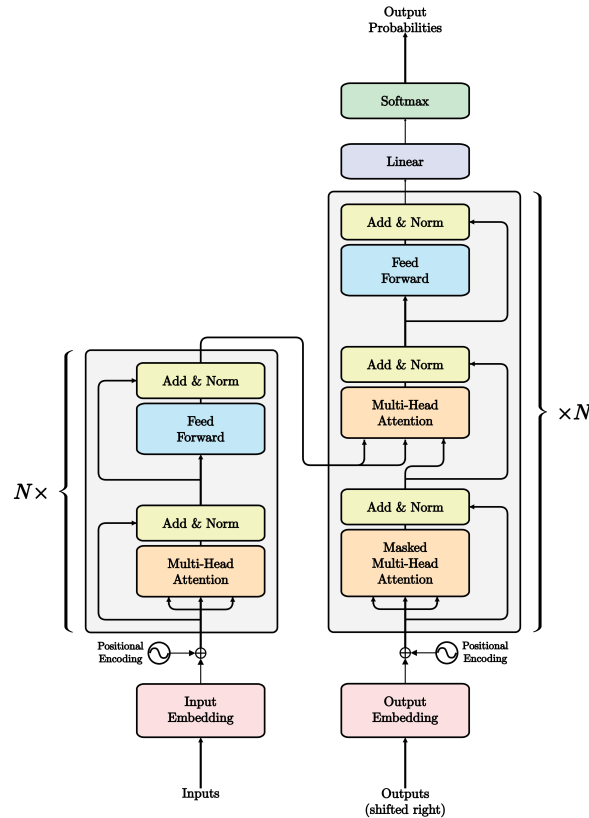 Output
Probabilities
Softmax
Linear
Add & Norm
Feed
Forward
Add & Norm
Multi-Head
Attention
Add & Norm
Masked
Multi-Head
Attention
×N
Add & Norm
Feed
Forward
Add & Norm
Multi-Head
Attention
N×
Positional
Encoding
Positional
Encoding
Input
Embedding
Output
Embedding
Inputs
Outputs
(shifted right)